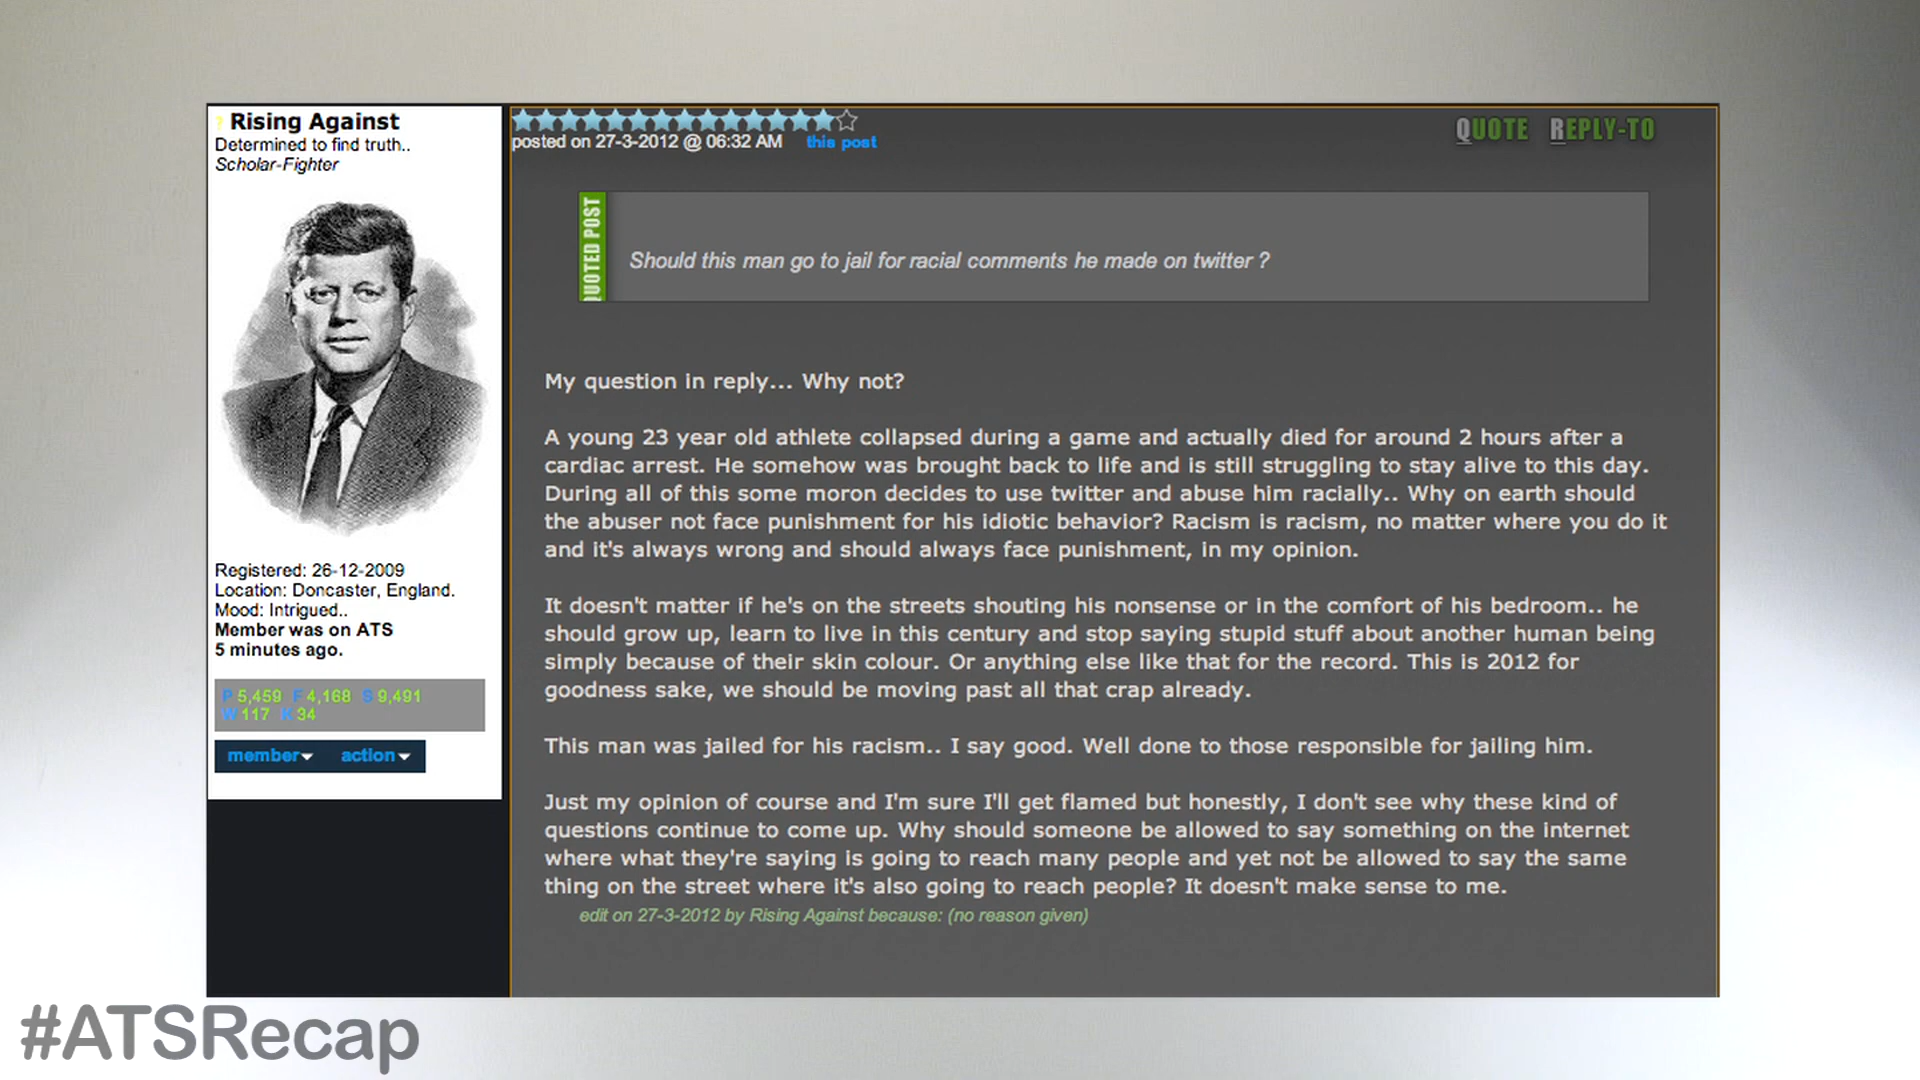 ? Rising Against
Determined to find truth..
Scholar-Fighter
Registered: 26-12-2009
Location: Doncaster, England.
Mood: Intrigued..
Member was on ATS
5 minutes ago.
P 5,459 F 4,168 S 9,491
W 117 K 34
member action
posted on 27-3-2012 @ 06:32 AM this post
QUOTE REPLY-TO
QUOTED POST
Should this man go to jail for racial comments he made on twitter ?
My question in reply... Why not?
A young 23 year old athlete collapsed during a game and actually died for around 2 hours after a
cardiac arrest. He somehow was brought back to life and is still struggling to stay alive to this day.
During all of this some moron decides to use twitter and abuse him racially.. Why on earth should
the abuser not face punishment for his idiotic behavior? Racism is racism, no matter where you do it
and it's always wrong and should always face punishment, in my opinion.
It doesn't matter if he's on the streets shouting his nonsense or in the comfort of his bedroom.. he
should grow up, learn to live in this century and stop saying stupid stuff about another human being
simply because of their skin colour. Or anything else like that for the record. This is 2012 for
goodness sake, we should be moving past all that crap already.
This man was jailed for his racism.. I say good. Well done to those responsible for jailing him.
Just my opinion of course and I'm sure I'll get flamed but honestly, I don't see why these kind of
questions continue to come up. Why should someone be allowed to say something on the internet
where what they're saying is going to reach many people and yet not be allowed to say the same
thing on the street where it's also going to reach people? It doesn't make sense to me.
edit on 27-3-2012 by Rising Against because: (no reason given)
#ATSRecap